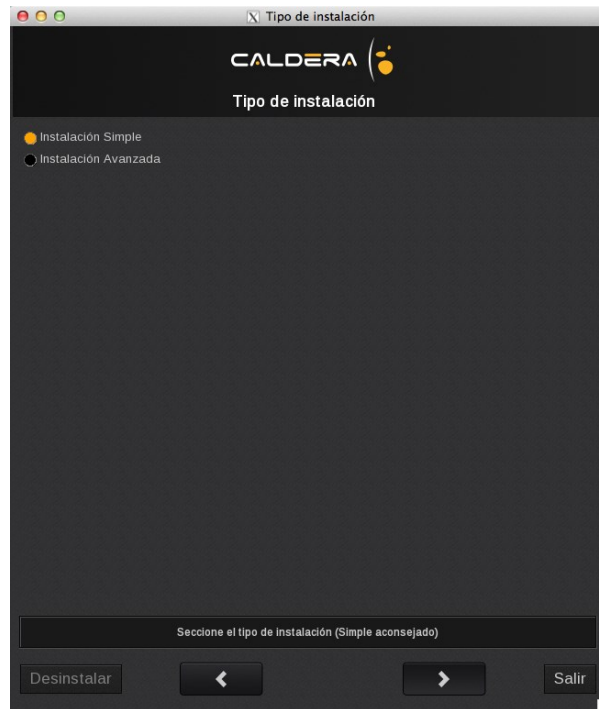 Tipo de instalación
CALDERA
Tipo de instalación
Instalación Simple
Instalación Avanzada
Seccione el tipo de instalación (Simple aconsejado)
Desinstalar
Salir